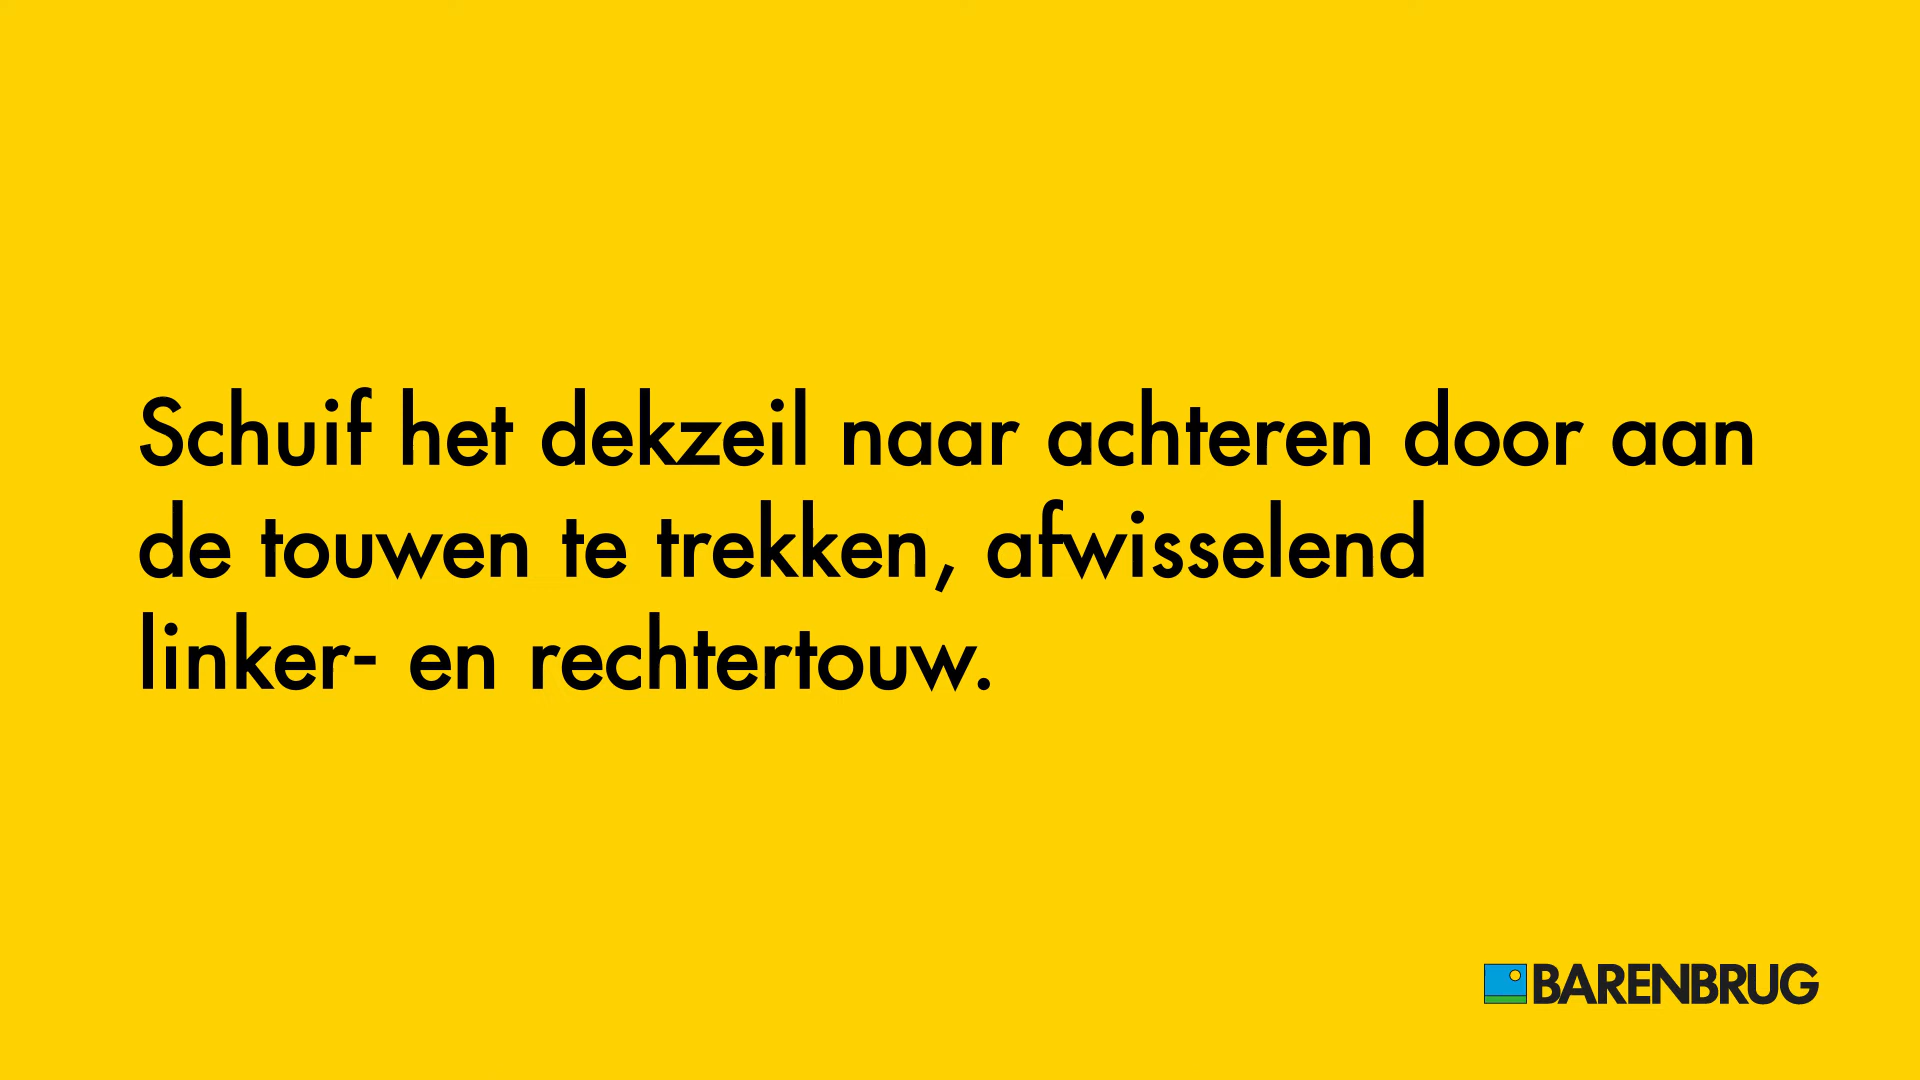 Schuif het dekzeil naar achteren door aan
de touwen te trekken, afwisselend
linker- en rechtertouw.
BARENBRUG